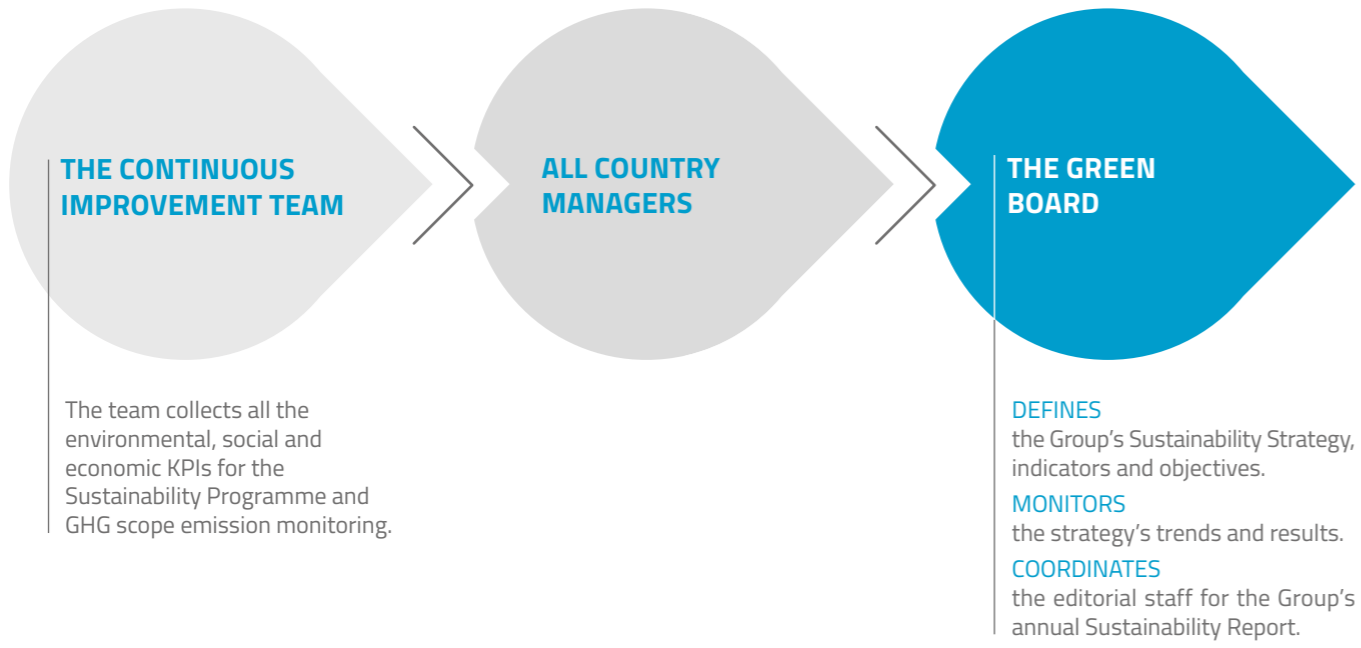 THE CONTINUOUS
IMPROVEMENT TEAM
The team collects all the
environmental, social and
economic KPIs for the
Sustainability Programme and
GHG scope emission monitoring.
ALL COUNTRY
MANAGERS
THE GREEN
BOARD
DEFINES
the Group’s Sustainability Strategy,
indicators and objectives.
MONITORS
the strategy’s trends and results.
COORDINATES
the editorial staff for the Group’s
annual Sustainability Report.